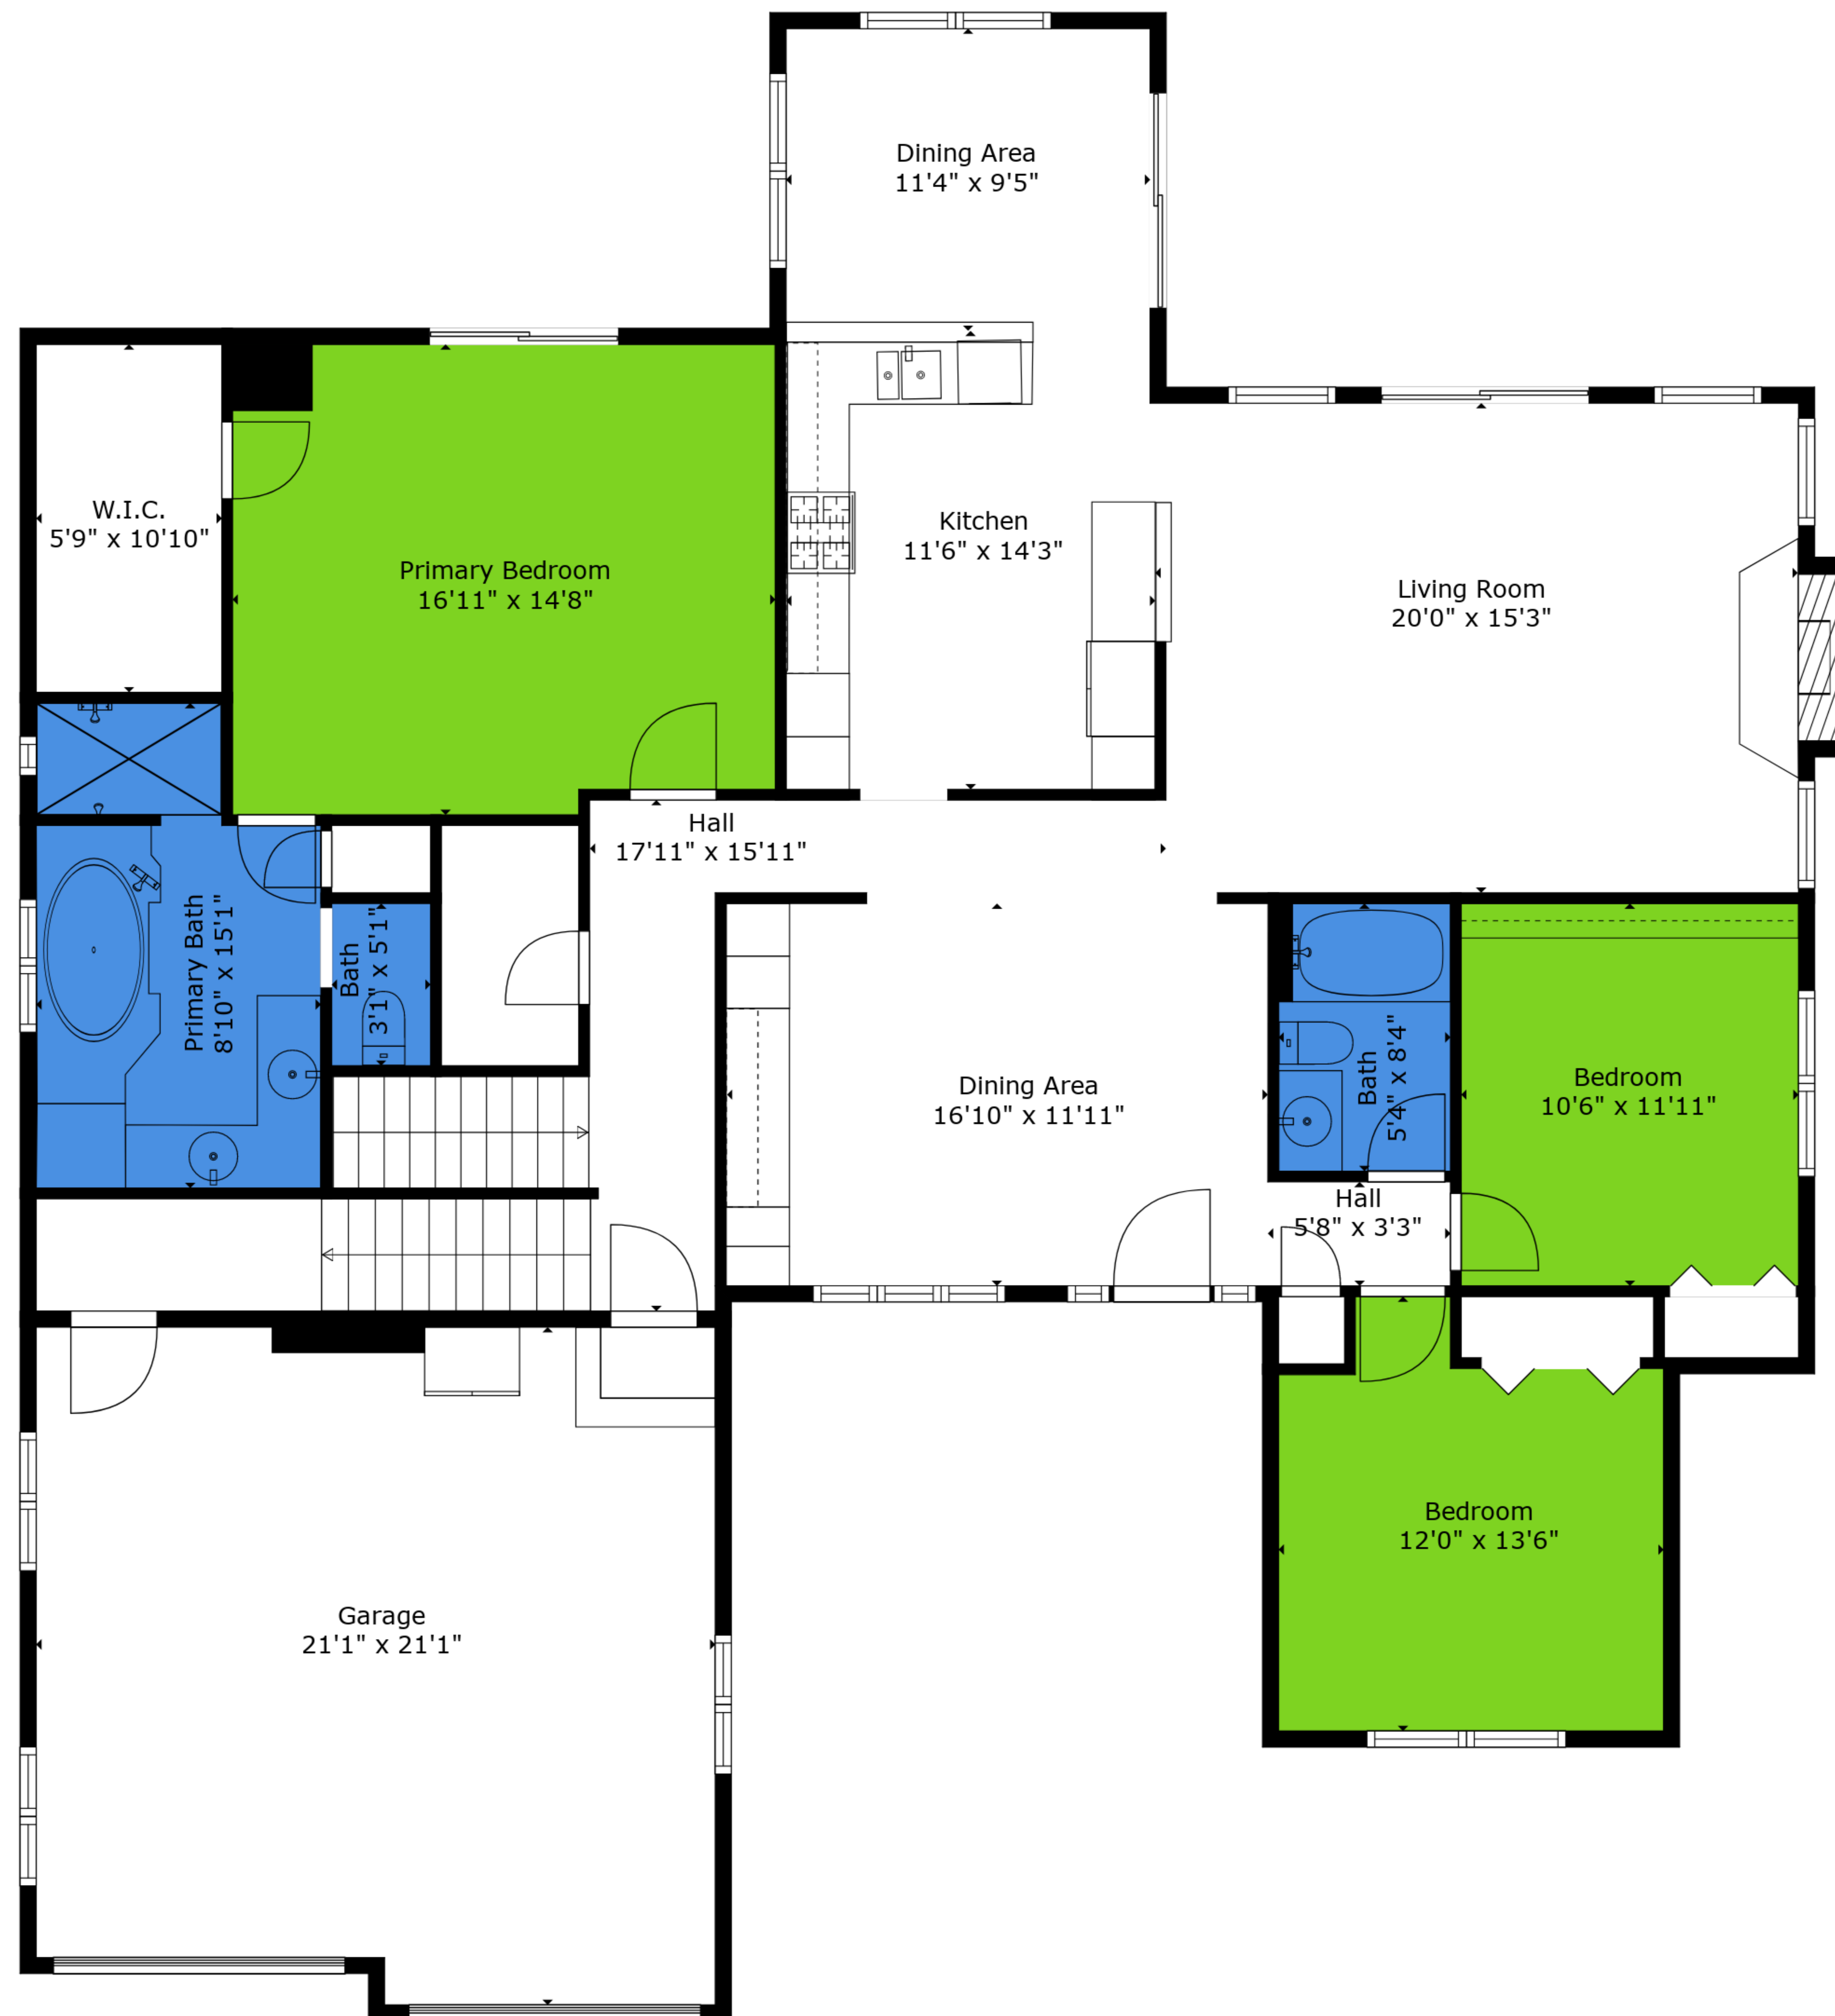 Dining Area
11'4" x 9'5"
W.I.C.
5'9" x 10'10"
Primary Bedroom
16'11" x 14'8"
Kitchen
11'6" x 14'3"
Living Room
20'0" x 15'3"
Hall
17'11" x 15'11"
Primary Bath
8'10" x 15'1"
Bath
3'1" x 5'1"
Dining Area
16'10" x 11'11"
Bath
5'4" x 8'4"
Bedroom
10'6" x 11'11"
Hall
5'8" x 3'3"
Bedroom
12'0" x 13'6"
Garage
21'1" x 21'1"